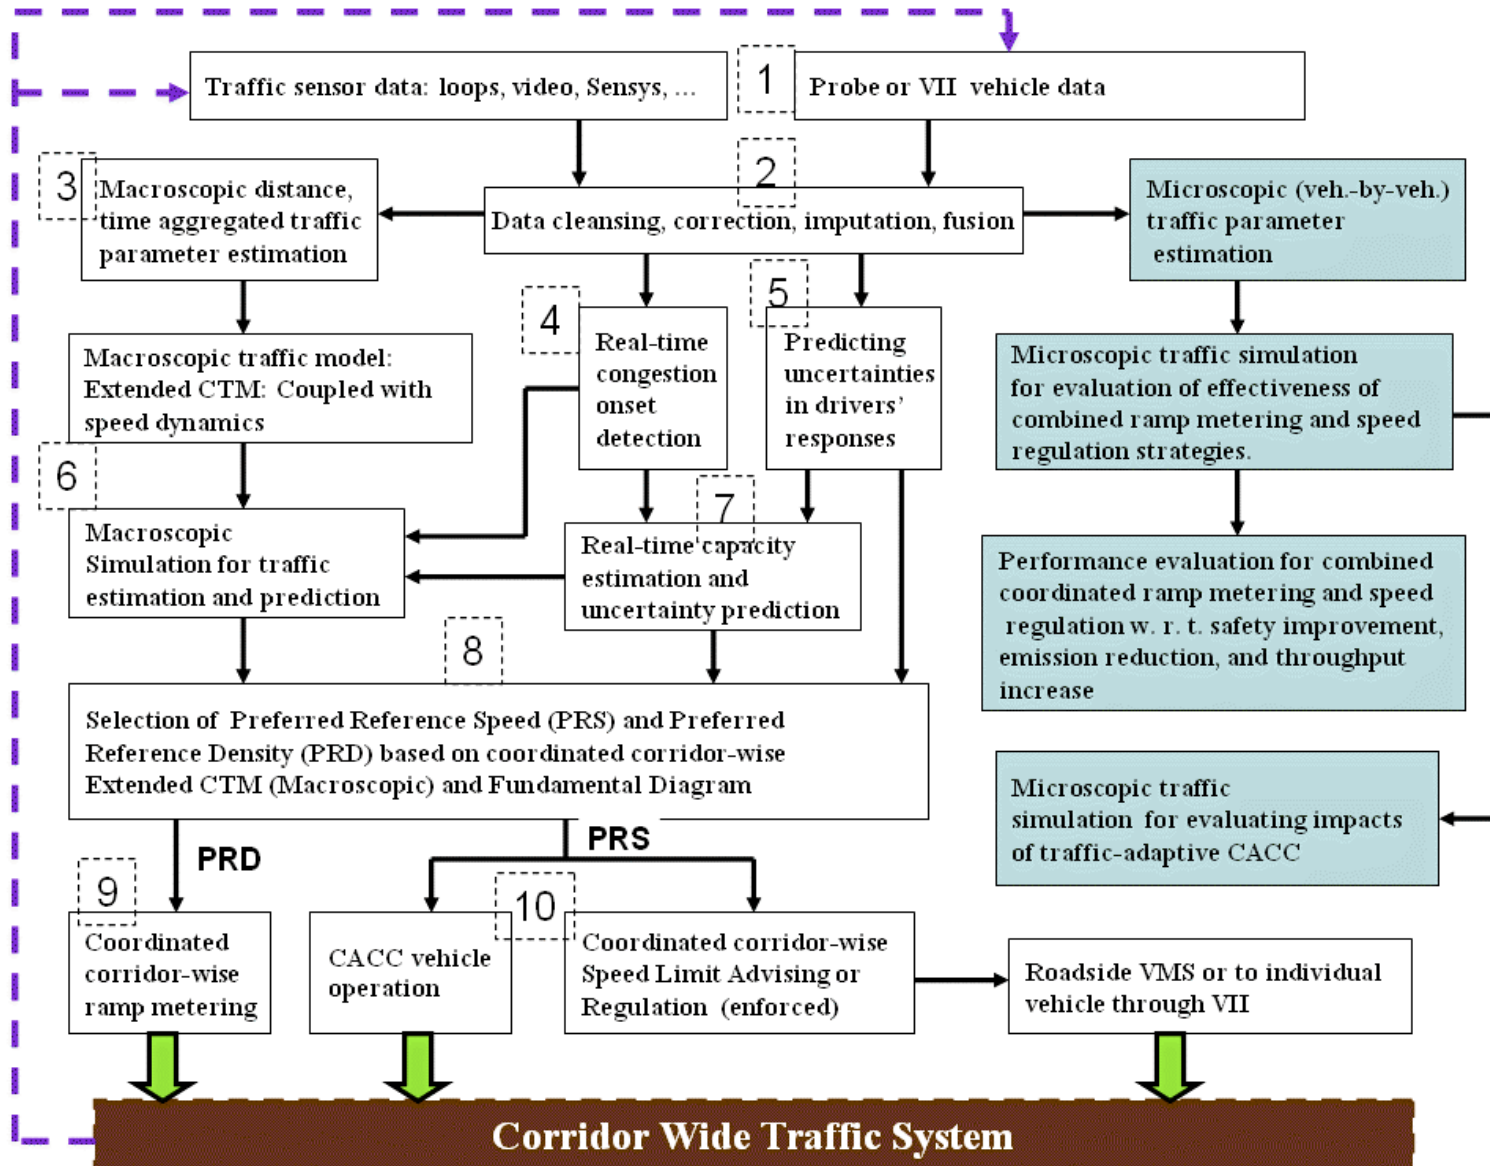 Traffic sensor data: loops, video, Sensys, ...
1
Probe or VII vehicle data
2
Data cleansing, correction, imputation, fusion
3
Macroscopic distance,
time aggregated traffic
parameter estimation
Microscopic (veh.-by-veh.)
traffic parameter
estimation
Macroscopic traffic model:
Extended CTM: Coupled with
speed dynamics
4
Real-time
congestion
onset
detection
5
Predicting
uncertainties
in drivers'
responses
Microscopic traffic simulation
for evaluation of effectiveness of
combined ramp metering and speed
regulation strategies.
6
Macroscopic
Simulation for traffic
estimation and prediction
7
Real-time capacity
estimation and
uncertainty prediction
Performance evaluation for combined
coordinated ramp metering and speed
regulation w. r. t. safety improvement,
emission reduction, and throughput
increase
8
Selection of Preferred Reference Speed (PRS) and Preferred
Reference Density (PRD) based on coordinated corridor-wise
Extended CTM (Macroscopic) and Fundamental Diagram
Microscopic traffic
simulation for evaluating impacts
of traffic-adaptive CACC
PRD
PRS
9
Coordinated
corridor-wise
ramp metering
CACC vehicle
operation
10
Coordinated corridor-wise
Speed Limit Advising or
Regulation (enforced)
Roadside VMS or to individual
vehicle through VII
Corridor Wide Traffic System